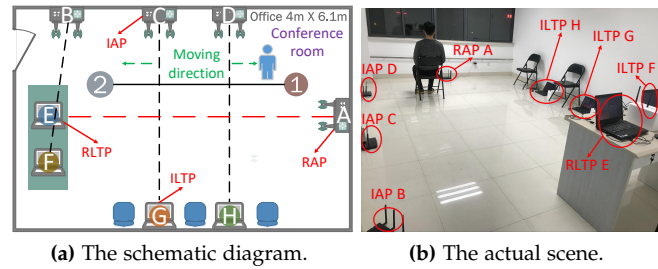 B
C
D
Office 4m X 6.1m
IAP
Conference
room
Moving
direction
2
1
E
A
RLTP
RAP
F
ILTP
G
H
(a) The schematic diagram.
ILTP H
ILTP G
RAP A
ILTP F
IAP D
IAP C
RLTP E
IAP B
(b) The actual scene.